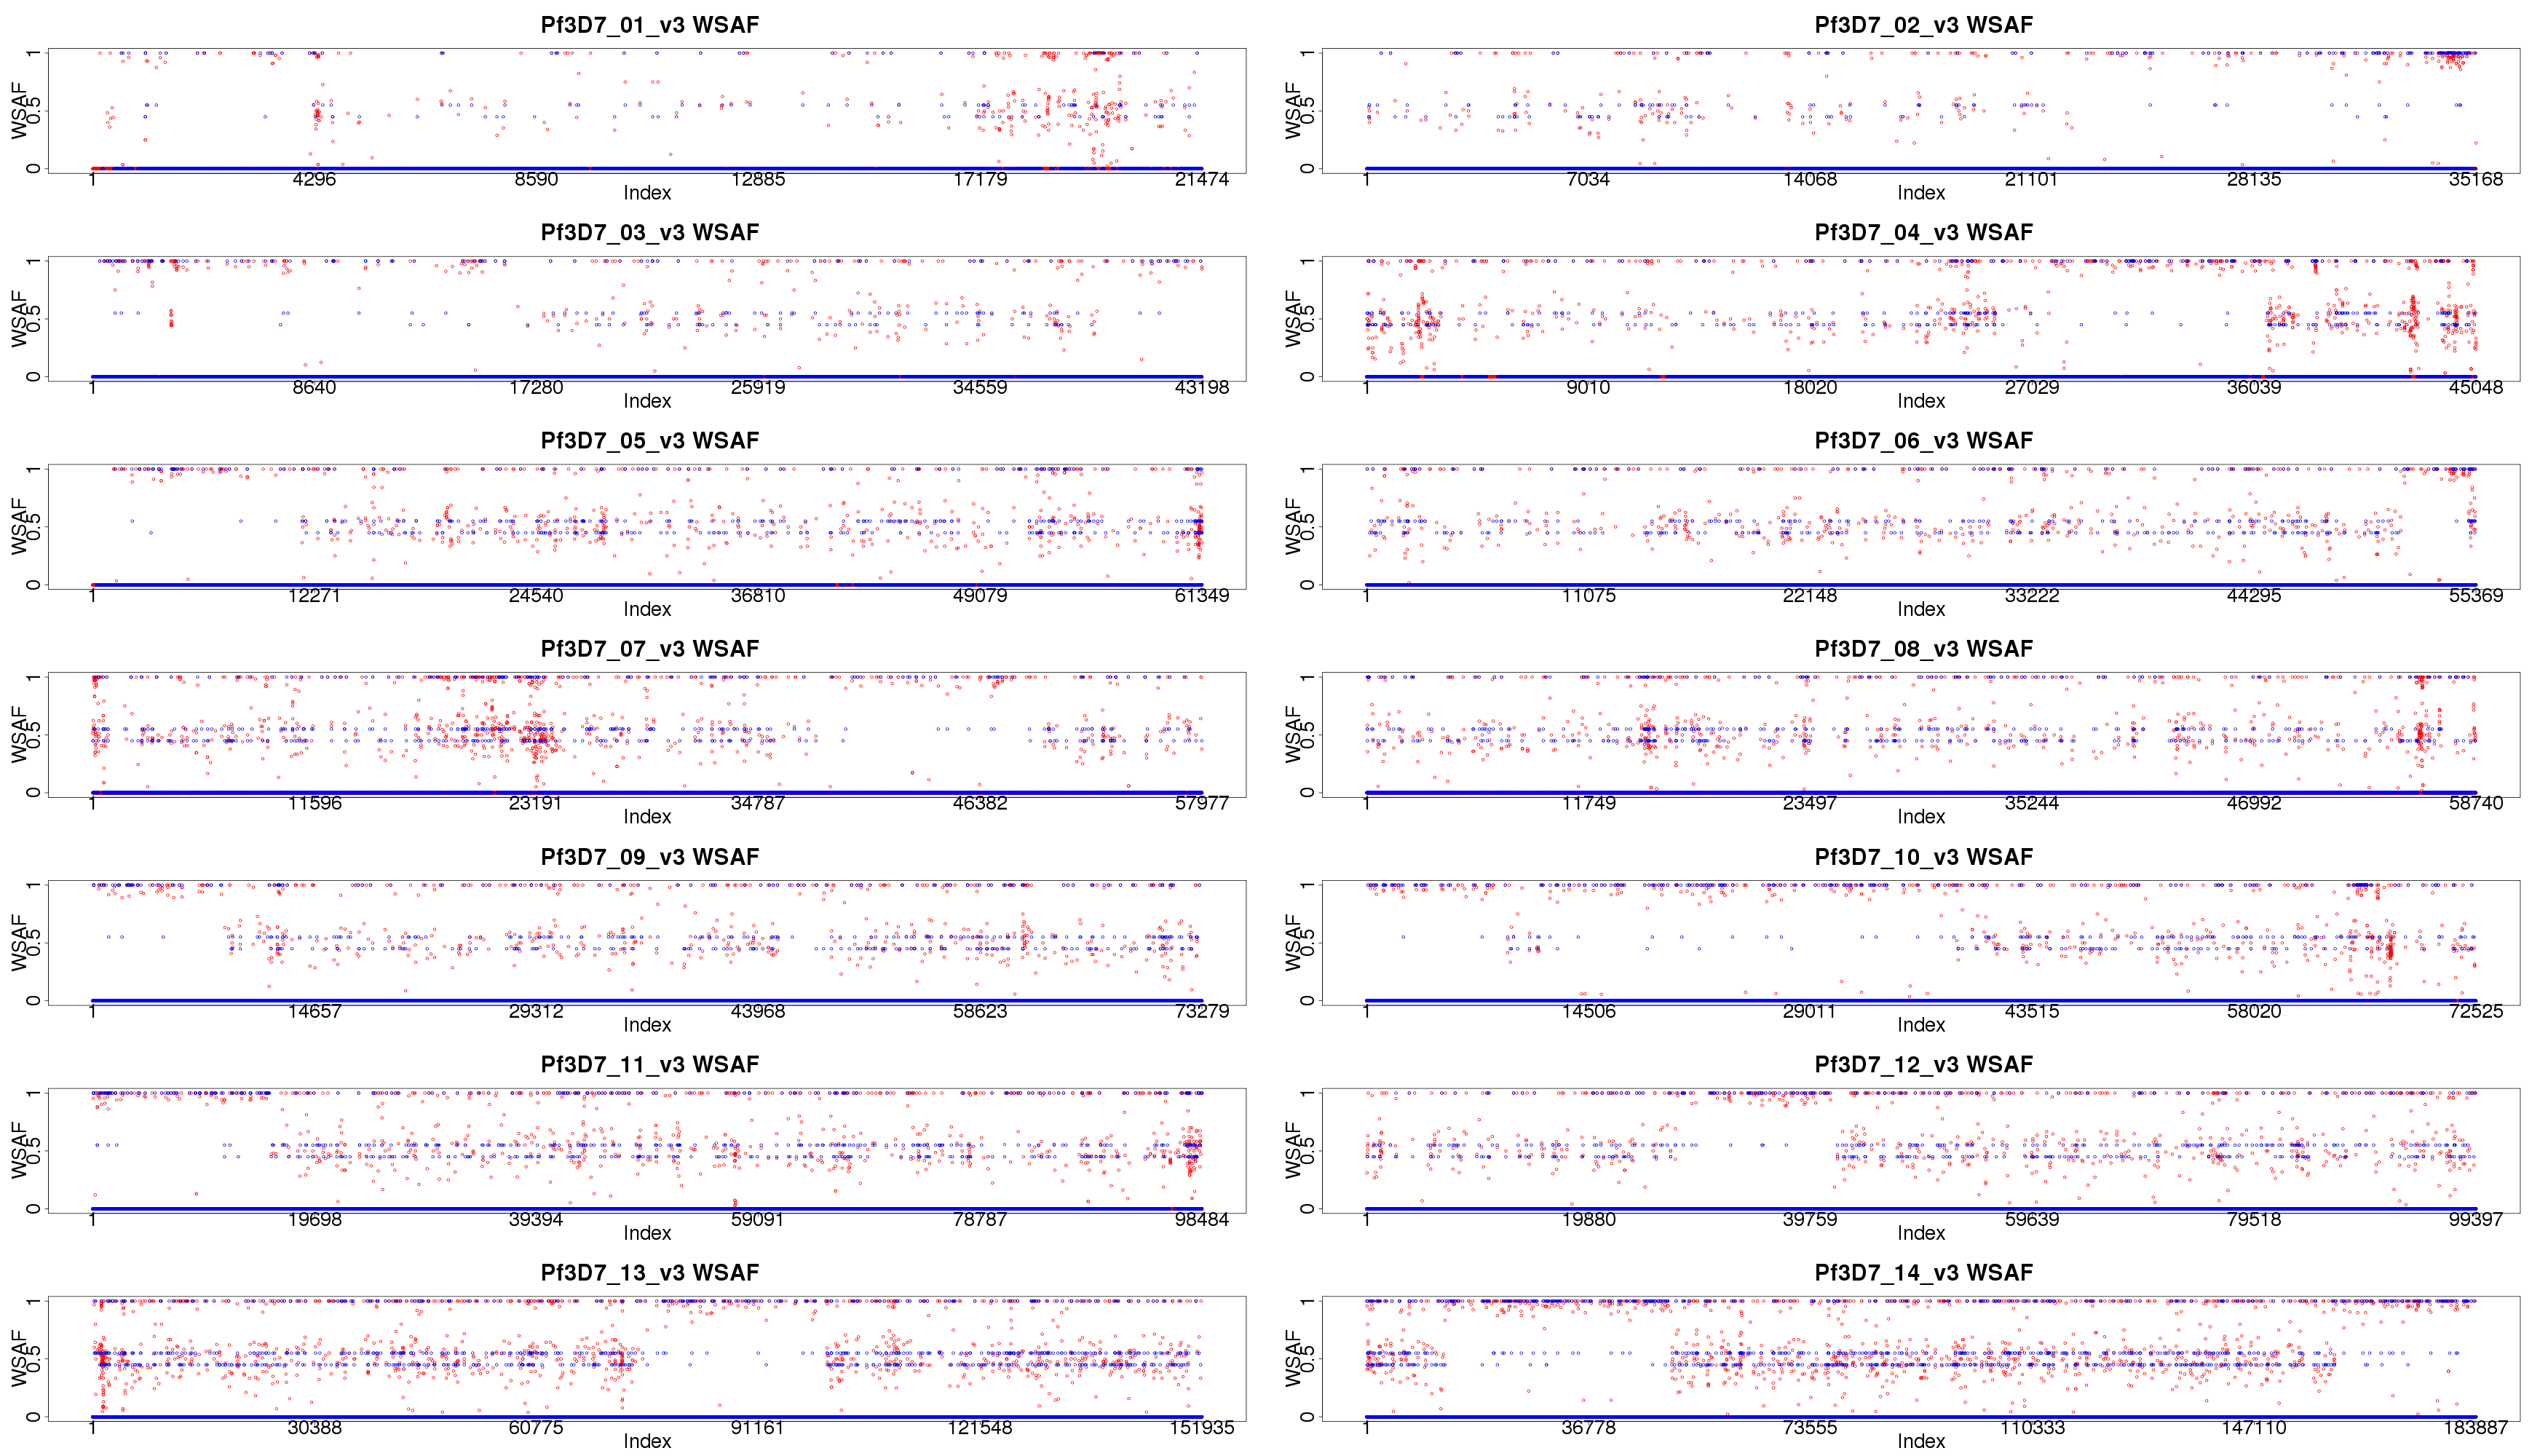 Pf3D7_01_v3 WSAF
WSAF
1
0.5
0
1 4296 8590 12885 17179 21474
Index
Pf3D7_02_v3 WSAF
WSAF
1
0.5
0
1 7034 14068 21101 28135 35168
Index
Pf3D7_03_v3 WSAF
WSAF
1
0.5
0
1 8640 17280 25919 34559 43198
Index
Pf3D7_04_v3 WSAF
WSAF
1
0.5
0
1 9010 18020 27029 36039 45048
Index
Pf3D7_05_v3 WSAF
WSAF
1
0.5
0
1 12271 24540 36810 49079 61349
Index
Pf3D7_06_v3 WSAF
WSAF
1
0.5
0
1 11075 22148 33222 44295 55369
Index
Pf3D7_07_v3 WSAF
WSAF
1
0.5
0
1 11596 23191 34787 46382 57977
Index
Pf3D7_08_v3 WSAF
WSAF
1
0.5
0
1 11749 23497 35244 46992 58740
Index
Pf3D7_09_v3 WSAF
WSAF
1
0.5
0
1 14657 29312 43968 58623 73279
Index
Pf3D7_10_v3 WSAF
WSAF
1
0.5
0
1 14506 29011 43515 58020 72525
Index
Pf3D7_11_v3 WSAF
WSAF
1
0.5
0
1 19698 39394 59091 78787 98484
Index
Pf3D7_12_v3 WSAF
WSAF
1
0.5
0
1 19880 39759 59639 79518 99397
Index
Pf3D7_13_v3 WSAF
WSAF
1
0.5
0
1 30388 60775 91161 121548 151935
Index
Pf3D7_14_v3 WSAF
WSAF
1
0.5
0
1 36778 73555 110333 147110 183887
Index